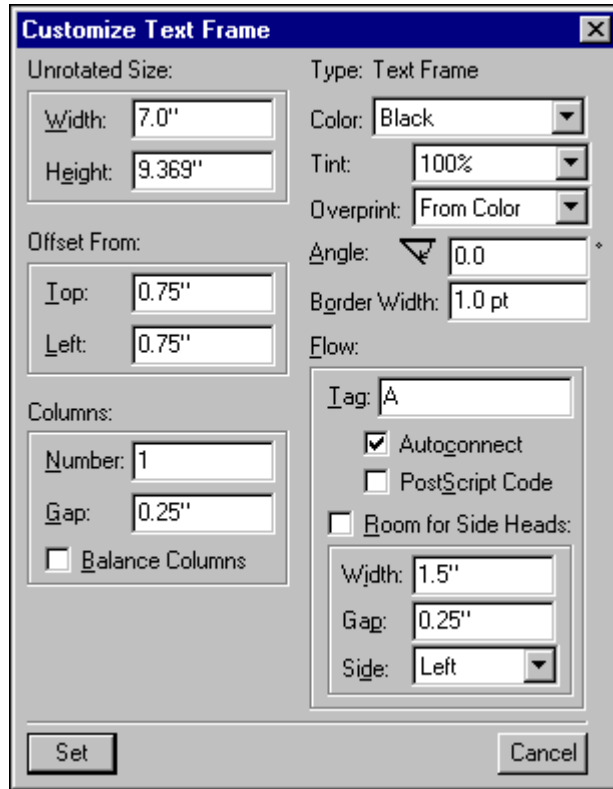 Customize Text Frame
Unrotated Size:
Width: 7.0"
Height: 9.369"
Offset From:
Top: 0.75"
Left: 0.75"
Columns:
Number: 1
Gap: 0.25"
Balance Columns
Type: Text Frame
Color: Black
Tint: 100%
Overprint: From Color
Angle: 0.0 °
Border Width: 1.0 pt
Flow:
Tag: A
Autoconnect
PostScript Code
Room for Side Heads:
Width: 1.5"
Gap: 0.25"
Side: Left
Set
Cancel